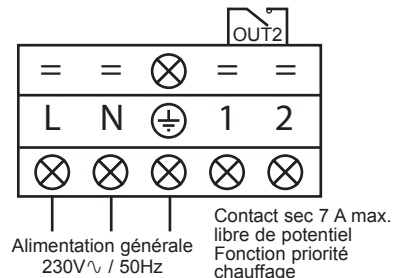 OUT2
= = = =
L N 1 2
Alimentation générale
230V∿ / 50Hz
Contact sec 7 A max.
libre de potentiel
Fonction priorité
chauffage